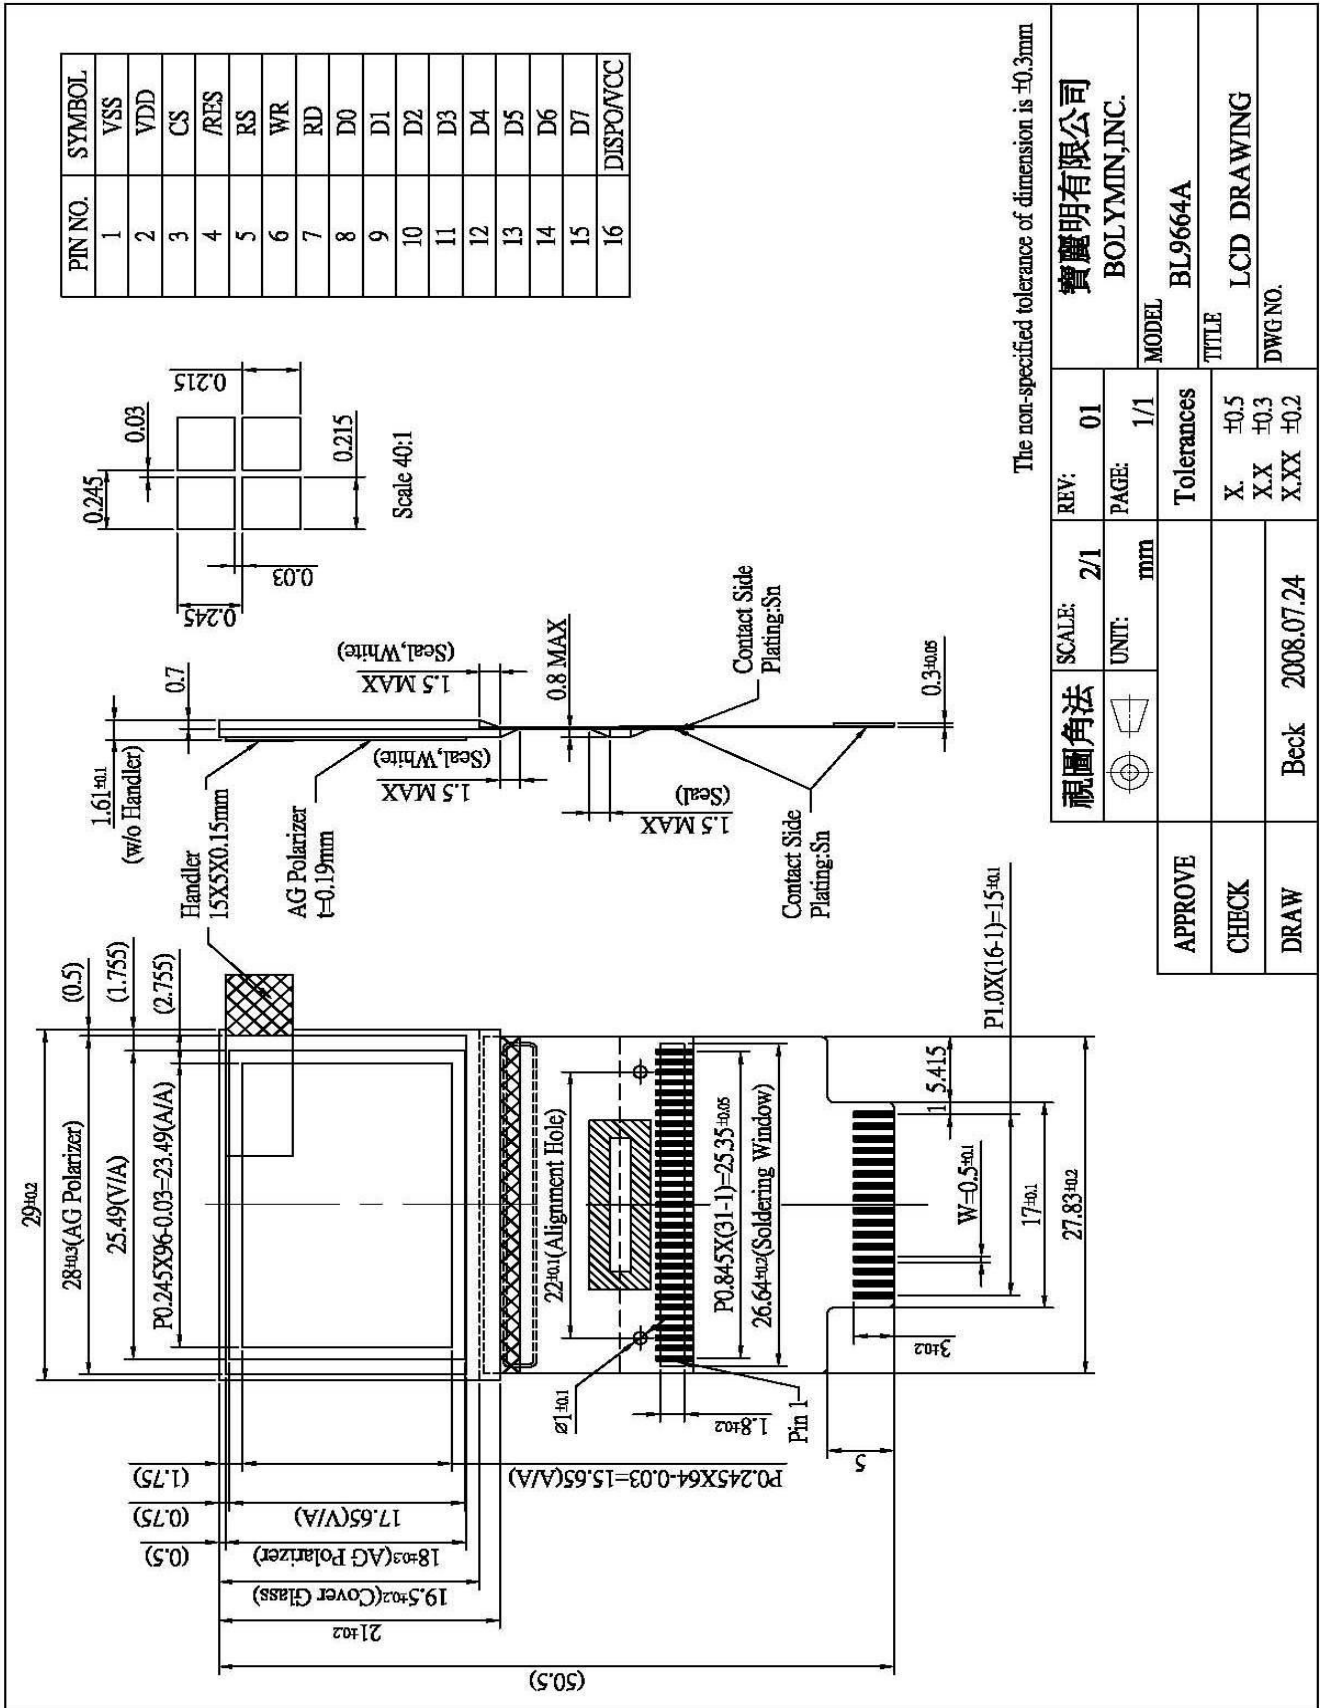 29±0.2
28±0.3(AG Polarizer)
25.49(V/A)
P0.245X96-0.03=23.49(A/A)
(0.5)
(1.755)
(2.755)
(0.5)
(0.75)
(1.75)
P0.245X64-0.03=15.65(A/A)
17.65(V/A)
18±0.3(AG Polarizer)
19.5±0.2(Cover Glass)
21±0.2
(50.5)
22±0.1(Alignment Hole)
ø1±0.1
1.8±0.2
Pin 1
P0.845X(31-1)=25.35±0.05
26.64±0.2(Soldering Window)
5
3±0.2
W=0.5±0.1
17±0.1
27.83±0.2
1
5.415
P1.0X(16-1)=15±0.1
1.61±0.1
(w/o Handler)
0.7
Handler
15X5X0.15mm
AG Polarizer
t=0.19mm
1.5 MAX
(Seal,White)
1.5 MAX
(Seal,White)
0.8 MAX
1.5 MAX
(Seal)
Contact Side
Plating:Sn
Contact Side
Plating:Sn
0.3±0.05
0.245
0.03
0.215
0.245
0.03
0.215
Scale 40:1
PIN NO. SYMBOL
1 VSS
2 VDD
3 CS
4 /RES
5 RS
6 WR
7 RD
8 D0
9 D1
10 D2
11 D3
12 D4
13 D5
14 D6
15 D7
16 DISPO/VCC
The non-specified tolerance of dimension is ±0.3mm
視圖角法
SCALE: 2/1
REV: 01
寶麗明有限公司
BOLYMIN,INC.
UNIT: mm
PAGE: 1/1
MODEL
BL9664A
APPROVE
Tolerances
TITLE
LCD DRAWING
CHECK
X. ±0.5
X.X ±0.3
X.XX ±0.2
DRAW
Beck 2008.07.24
DWG NO.